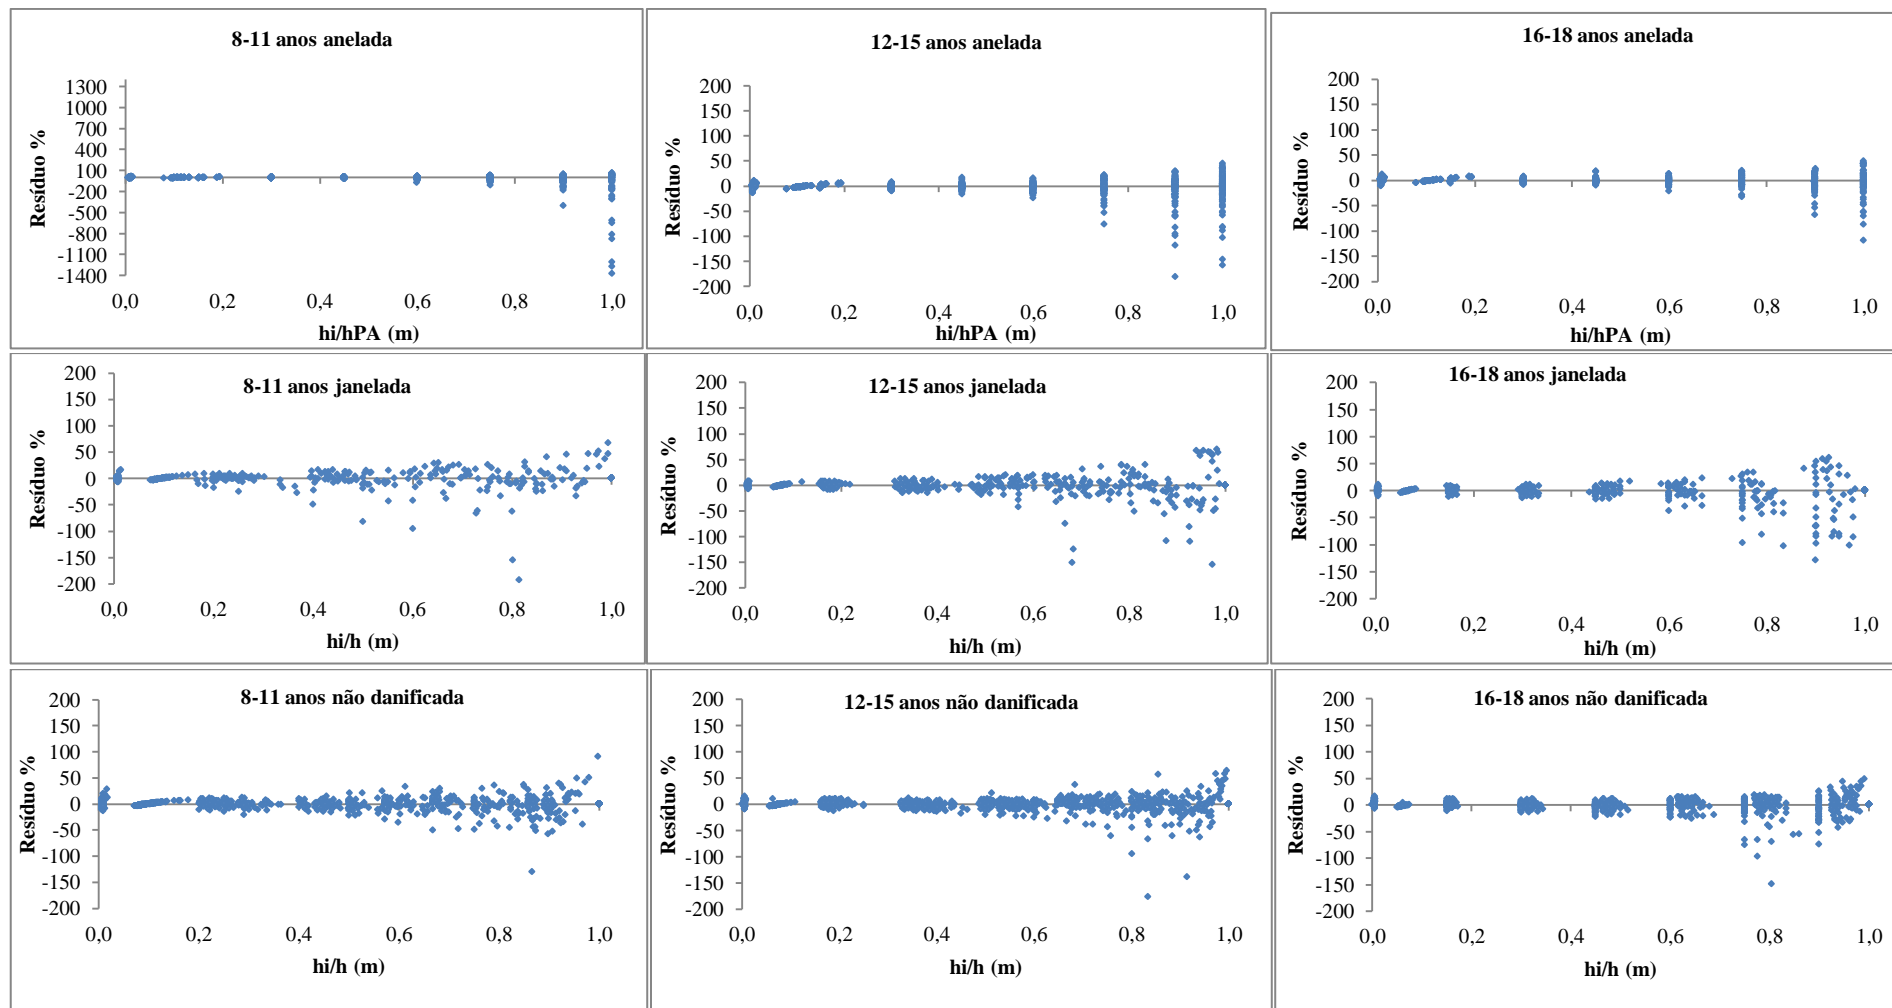 8-11 anos anelada
Resíduo %
1300
1000
700
400
100
-200
-500
-800
-1100
-1400
0,0 0,2 0,4 0,6 0,8 1,0
hi/hPA (m)
12-15 anos anelada
Resíduo %
200
150
100
50
0
-50
-100
-150
-200
0,0 0,2 0,4 0,6 0,8 1,0
hi/hPA (m)
16-18 anos anelada
Resíduo %
200
150
100
50
0
-50
-100
-150
-200
0,0 0,2 0,4 0,6 0,8 1,0
hi/hPA (m)
8-11 anos janelada
Resíduo %
200
150
100
50
0
-50
-100
-150
-200
0,0 0,2 0,4 0,6 0,8 1,0
hi/h (m)
12-15 anos janelada
Resíduo %
200
150
100
50
0
-50
-100
-150
-200
0,0 0,2 0,4 0,6 0,8 1,0
hi/h (m)
16-18 anos janelada
Resíduo %
200
150
100
50
0
-50
-100
-150
-200
0,0 0,2 0,4 0,6 0,8 1,0
hi/h (m)
8-11 anos não danificada
Resíduo %
200
150
100
50
0
-50
-100
-150
-200
0,0 0,2 0,4 0,6 0,8 1,0
hi/h (m)
12-15 anos não danificada
Resíduo %
200
150
100
50
0
-50
-100
-150
-200
0,0 0,2 0,4 0,6 0,8 1,0
hi/h (m)
16-18 anos não danificada
Resíduo %
200
150
100
50
0
-50
-100
-150
-200
0,0 0,2 0,4 0,6 0,8 1,0
hi/h (m)